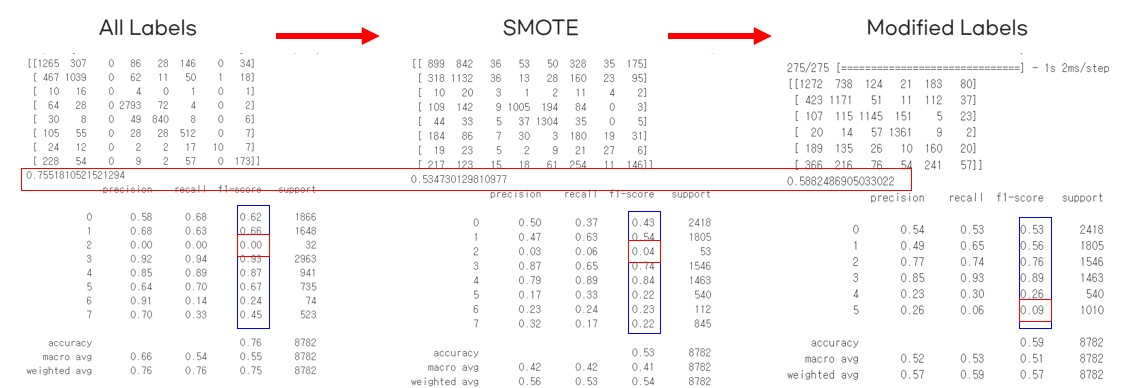 All Labels
[[1265 307 0 86 28 146 0 34]
[ 467 1039 0 62 11 50 1 18]
[ 10 16 0 4 0 1 0 1]
[ 64 28 0 2793 72 4 0 2]
[ 30 8 0 49 840 8 0 6]
[ 105 55 0 28 28 512 0 7]
[ 24 12 0 2 2 17 10 7]
[ 228 54 0 9 2 57 0 173]]
0.7551810521521294
precision recall f1-score support
0 0.58 0.68 0.62 1866
1 0.68 0.63 0.66 1648
2 0.00 0.00 0.00 32
3 0.92 0.94 0.93 2963
4 0.85 0.89 0.87 941
5 0.64 0.70 0.67 735
6 0.91 0.14 0.24 74
7 0.70 0.33 0.45 523
accuracy 0.76 8782
macro avg 0.66 0.54 0.55 8782
weighted avg 0.76 0.76 0.75 8782
SMOTE
[[ 899 842 36 53 50 328 35 175]
[ 318 1132 36 13 28 160 23 95]
[ 10 20 3 1 2 11 4 2]
[ 109 142 9 1005 194 84 0 3]
[ 44 33 5 37 1304 35 0 5]
[ 184 86 7 30 3 180 19 31]
[ 19 23 5 2 9 21 27 6]
[ 217 123 15 18 61 254 11 146]]
0.534730129810977
precision recall f1-score support
0 0.50 0.37 0.43 2418
1 0.47 0.63 0.54 1805
2 0.03 0.06 0.04 53
3 0.87 0.65 0.74 1546
4 0.79 0.89 0.84 1463
5 0.17 0.33 0.22 540
6 0.23 0.24 0.23 112
7 0.32 0.17 0.22 845
accuracy 0.53 8782
macro avg 0.42 0.42 0.41 8782
weighted avg 0.56 0.53 0.54 8782
Modified Labels
275/275 [==============================] - 1s 2ms/step
[[1272 738 124 21 183 80]
[ 423 1171 51 11 112 37]
[ 107 115 1145 151 5 23]
[ 20 14 57 1361 9 2]
[ 189 135 26 10 160 20]
[ 366 216 76 54 241 57]]
0.5882486905033022
precision recall f1-score support
0 0.54 0.53 0.53 2418
1 0.49 0.65 0.56 1805
2 0.77 0.74 0.76 1546
3 0.85 0.93 0.89 1463
4 0.23 0.30 0.26 540
5 0.26 0.06 0.09 1010
accuracy 0.59 8782
macro avg 0.52 0.53 0.51 8782
weighted avg 0.57 0.59 0.57 8782